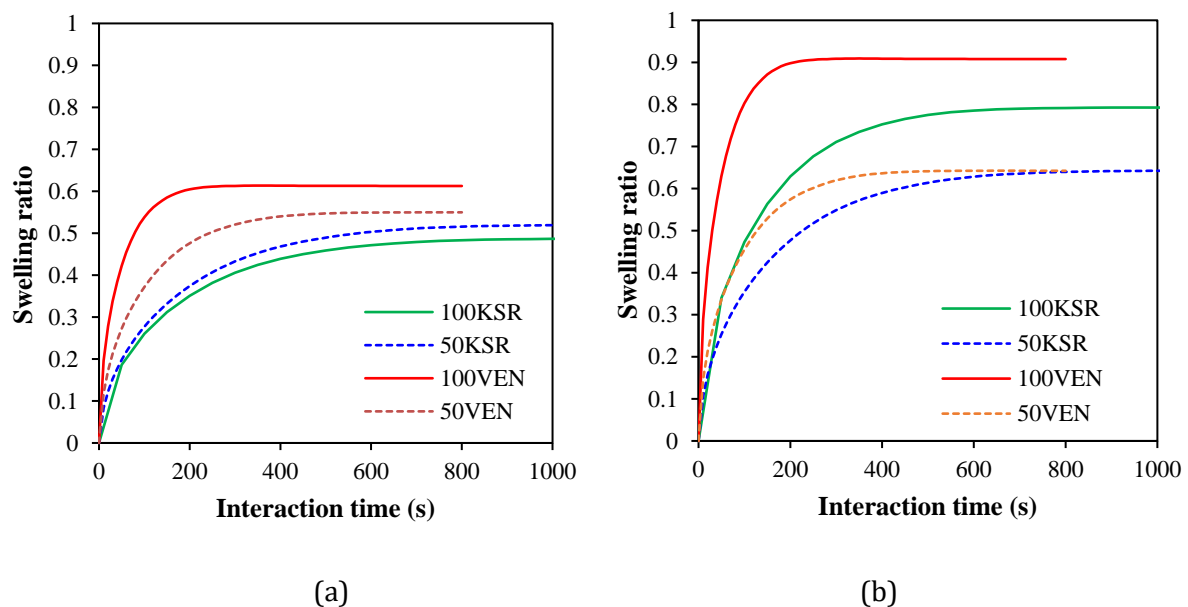 1
0.9
0.8
0.7
0.6
0.5
0.4
0.3
0.2
0.1
0
Swelling ratio
100KSR
50KSR
100VEN
50VEN
0 200 400 600 800 1000
Interaction time (s)
(a)
1
0.9
0.8
0.7
0.6
0.5
0.4
0.3
0.2
0.1
0
Swelling ratio
100KSR
50KSR
100VEN
50VEN
0 200 400 600 800 1000
Interaction time (s)
(b)